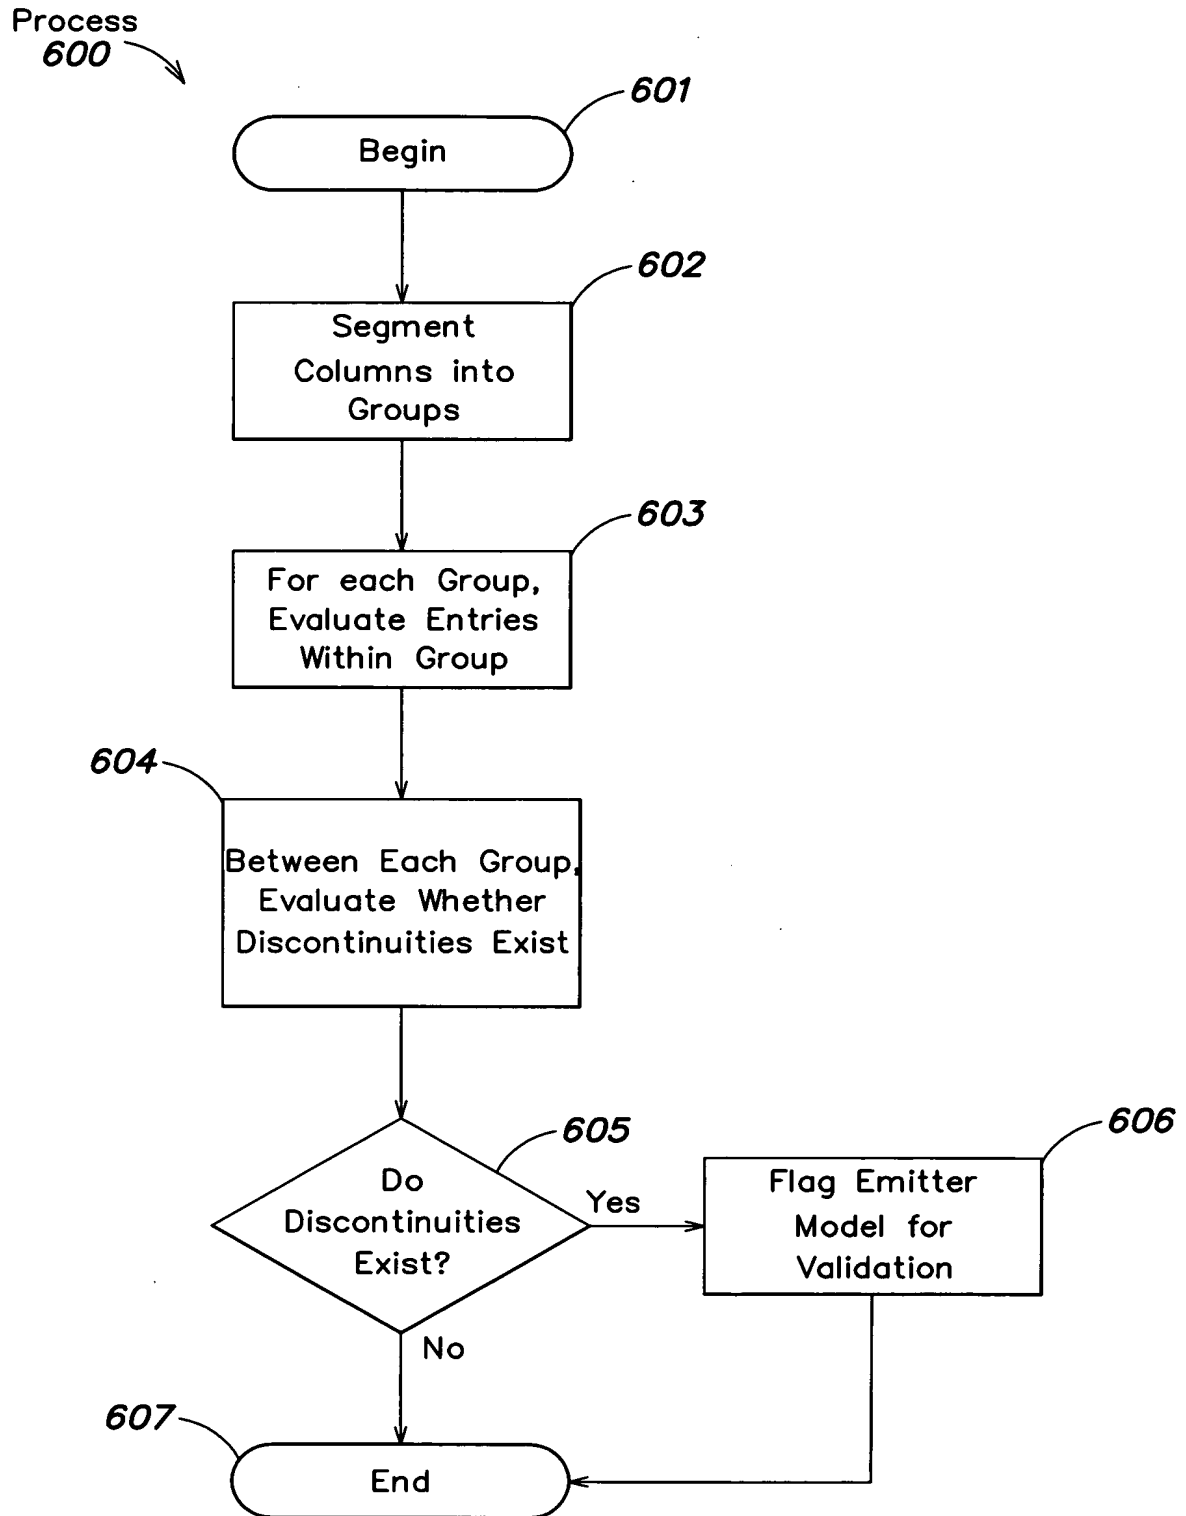 Process
600
601
Begin
602
Segment
Columns into
Groups
603
For each Group,
Evaluate Entries
Within Group
604
Between Each Group,
Evaluate Whether
Discontinuities Exist
605
Do
Discontinuities
Exist?
Yes
606
Flag Emitter
Model for
Validation
No
607
End